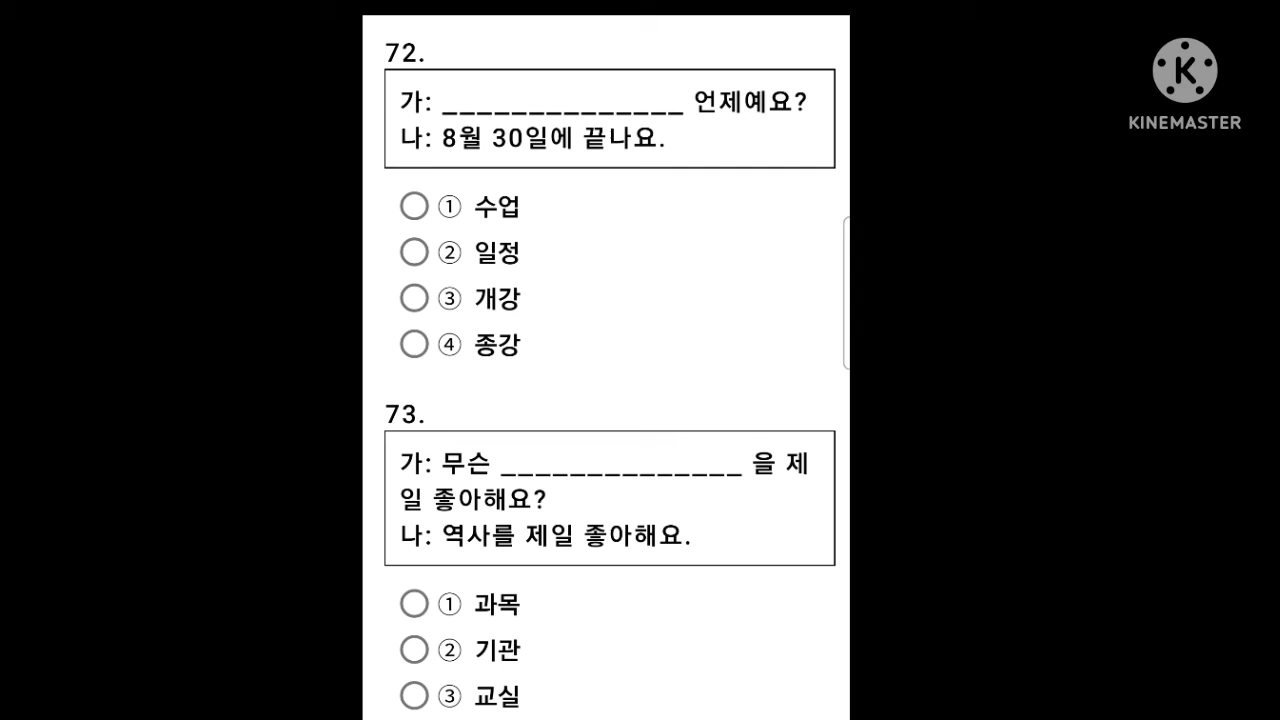 72.
가: ______________ 언제예요?
나: 8월 30일에 끝나요.
① 수업
② 일정
③ 개강
④ 종강
73.
가: 무슨 ______________ 을 제
일 좋아해요?
나: 역사를 제일 좋아해요.
① 과목
② 기관
③ 교실
K
KINEMASTER